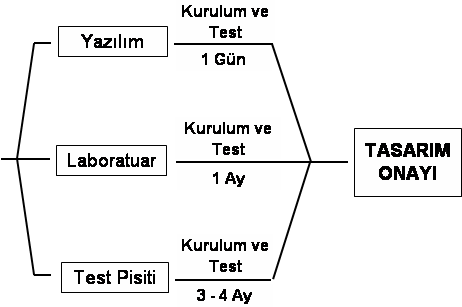 Kurulum ve
Test
Yazılım
1 Gün
Kurulum ve
Test
Laboratuar
1 Ay
TASARIM
ONAYI
Kurulum ve
Test
Test Pisiti
3 - 4 Ay